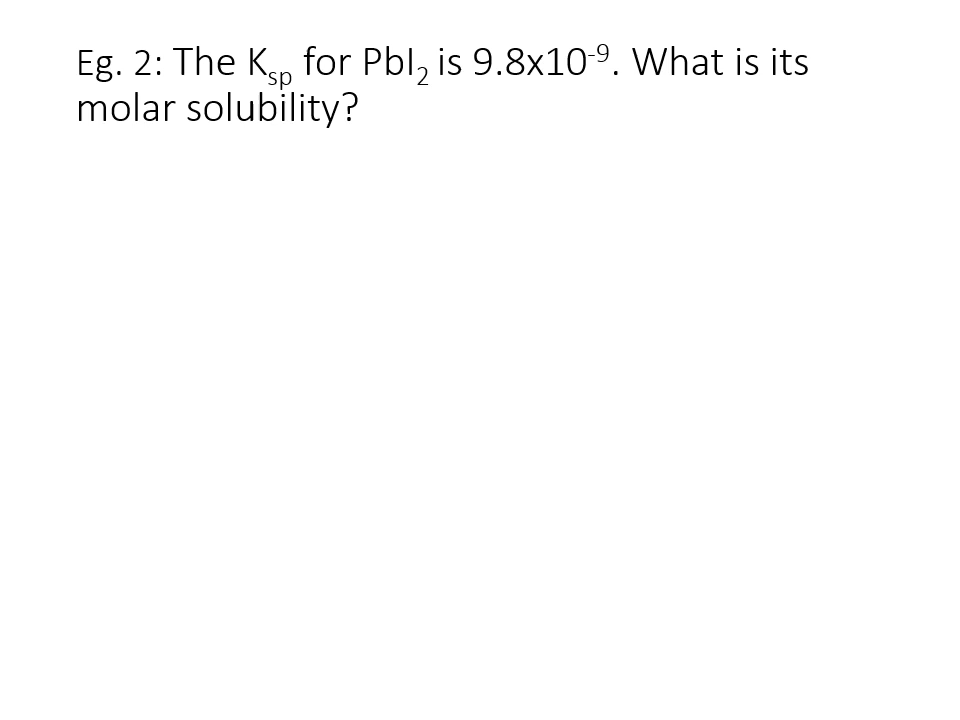 Eg. 2: The Ksp for PbI2 is 9.8x10-9. What is its
molar solubility?